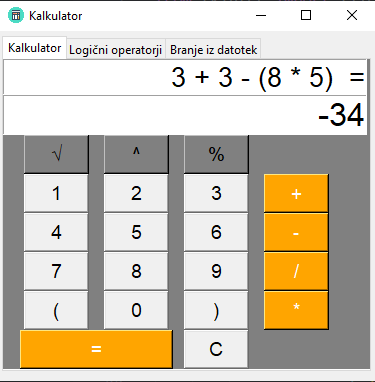 Kalkulator
Kalkulator Logični operatorji Branje iz datotek
3 + 3 - (8 * 5) =
-34
√ ^ %
1 2 3 +
4 5 6 -
7 8 9 /
( 0 ) *
= C